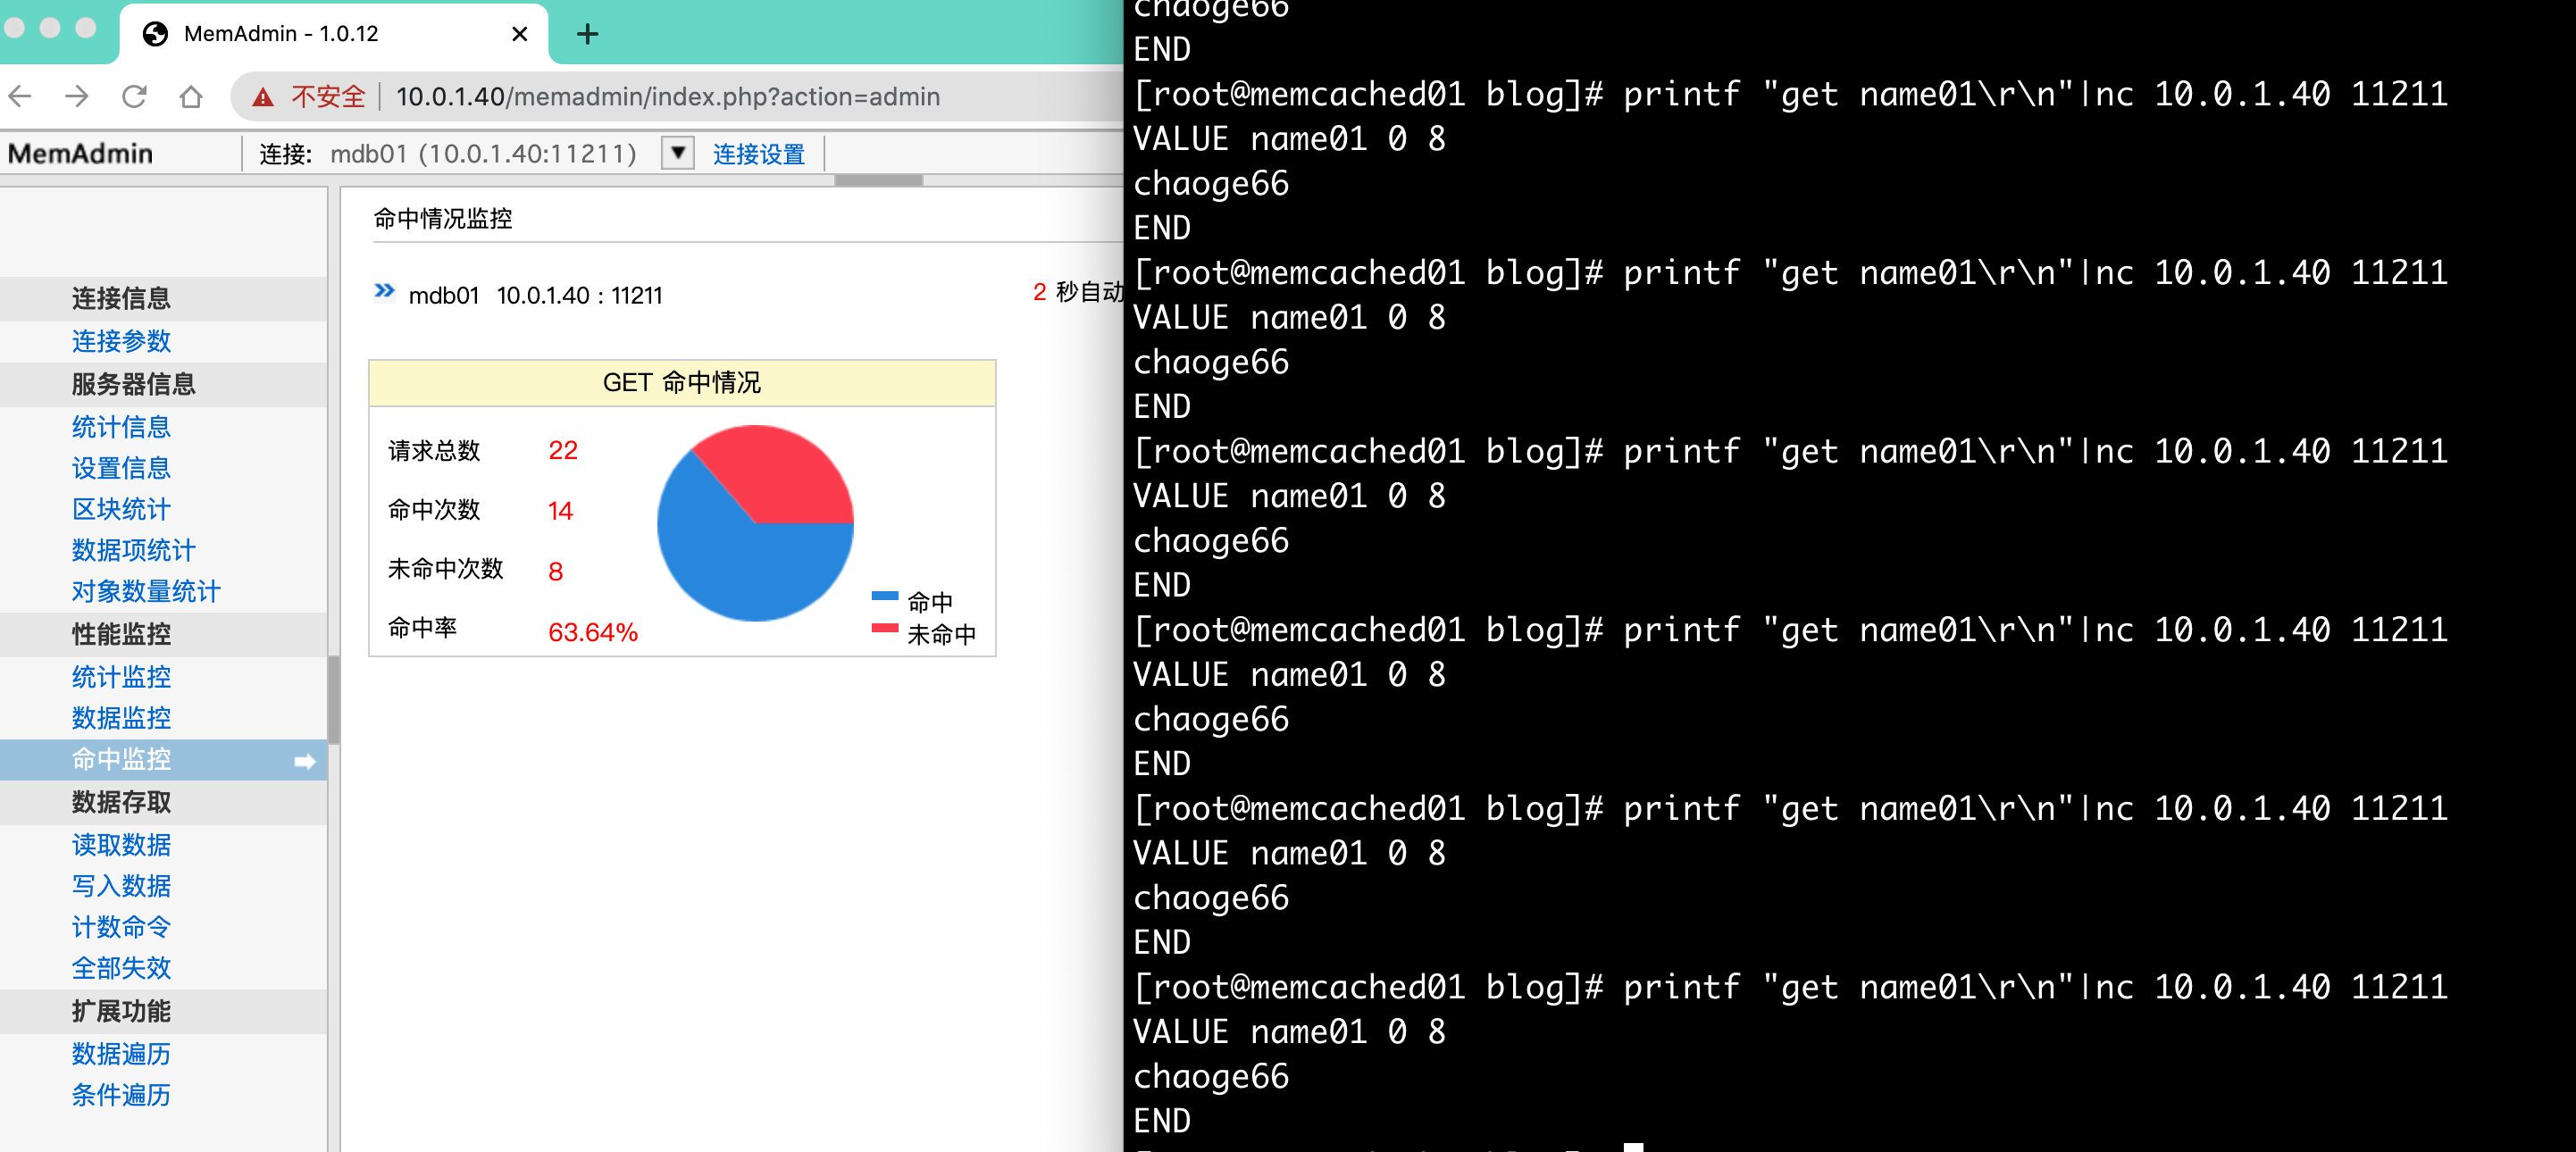 MemAdmin - 1.0.12
不安全
10.0.1.40/memadmin/index.php?action=admin
MemAdmin
连接: mdb01 (10.0.1.40:11211)
连接设置
连接信息
连接参数
服务器信息
统计信息
设置信息
区块统计
数据项统计
对象数量统计
性能监控
统计监控
数据监控
命中监控
数据存取
读取数据
写入数据
计数命令
全部失效
扩展功能
数据遍历
条件遍历
命中情况监控
mdb01 10.0.1.40 : 11211
2 秒自动
GET 命中情况
请求总数 22
命中次数 14
未命中次数 8
命中率 63.64%
命中
未命中
chaoge66
END
[root@memcached01 blog]# printf "get name01\r\n"|nc 10.0.1.40 11211
VALUE name01 0 8
chaoge66
END
[root@memcached01 blog]# printf "get name01\r\n"|nc 10.0.1.40 11211
VALUE name01 0 8
chaoge66
END
[root@memcached01 blog]# printf "get name01\r\n"|nc 10.0.1.40 11211
VALUE name01 0 8
chaoge66
END
[root@memcached01 blog]# printf "get name01\r\n"|nc 10.0.1.40 11211
VALUE name01 0 8
chaoge66
END
[root@memcached01 blog]# printf "get name01\r\n"|nc 10.0.1.40 11211
VALUE name01 0 8
chaoge66
END
[root@memcached01 blog]# printf "get name01\r\n"|nc 10.0.1.40 11211
VALUE name01 0 8
chaoge66
END